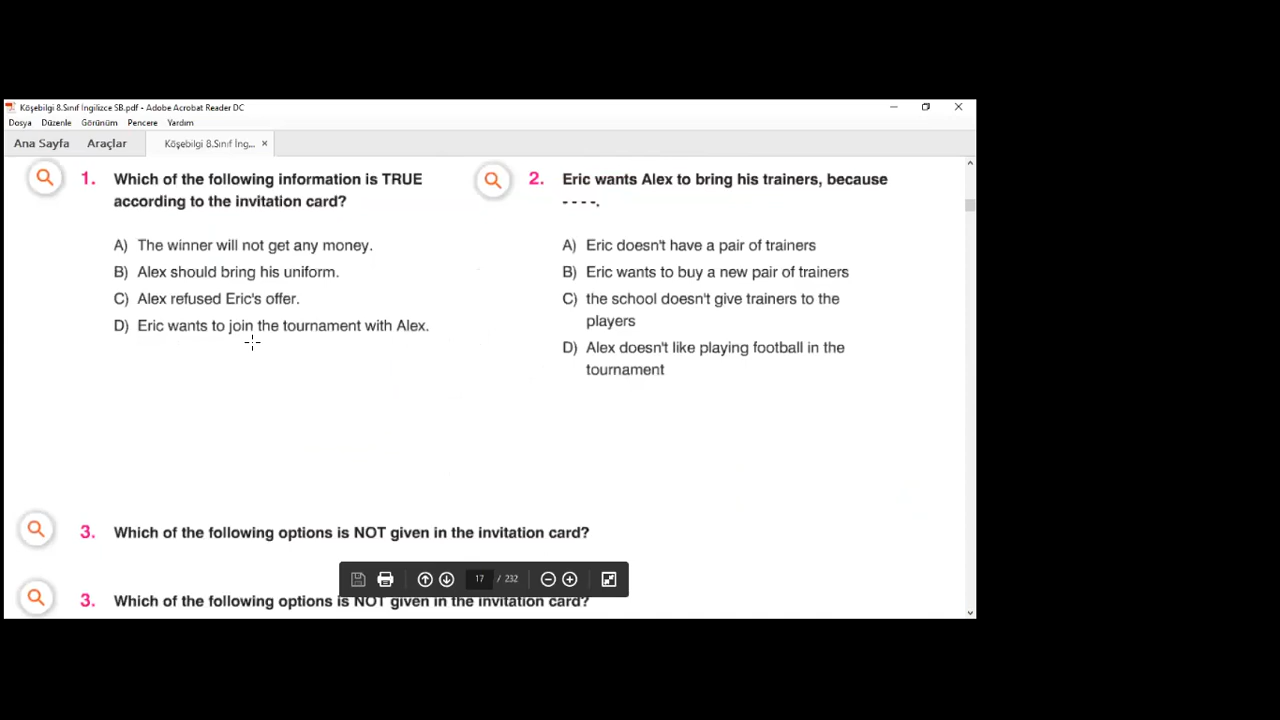 Köşebilgi 8.Sınıf İngilizce SB.pdf - Adobe Acrobat Reader DC
Dosya Düzenle Görünüm Pencere Yardım
Ana Sayfa Araçlar Köşebilgi 8.Sınıf İng... ×
1. Which of the following information is TRUE
according to the invitation card?
A) The winner will not get any money.
B) Alex should bring his uniform.
C) Alex refused Eric's offer.
D) Eric wants to join the tournament with Alex.
2. Eric wants Alex to bring his trainers, because
- - - -.
A) Eric doesn't have a pair of trainers
B) Eric wants to buy a new pair of trainers
C) the school doesn't give trainers to the
players
D) Alex doesn't like playing football in the
tournament
3. Which of the following options is NOT given in the invitation card?
17 / 232
3. Which of the following options is NOT given in the invitation card?